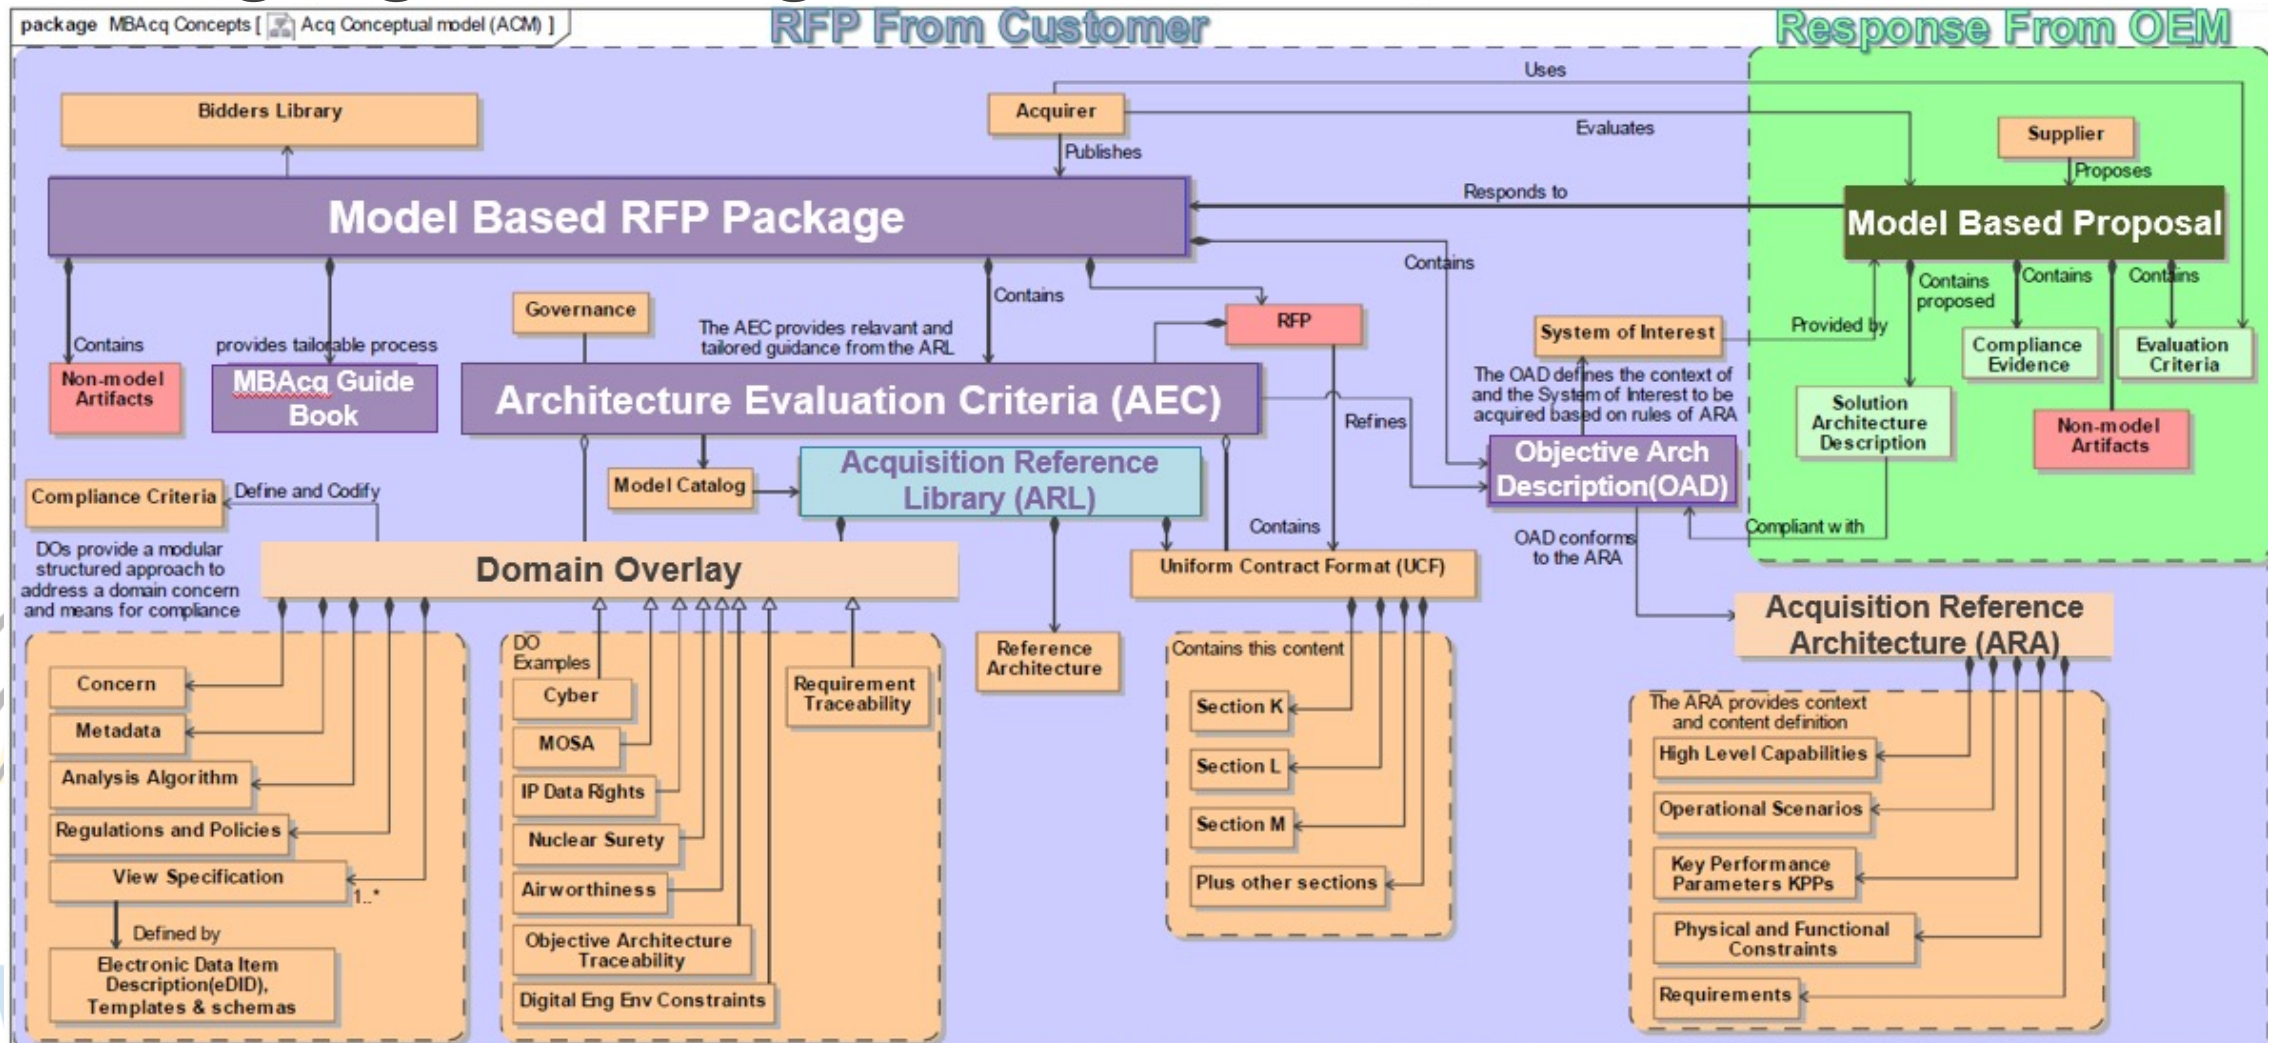 package MBAcq Concepts [ Acq Conceptual model (ACM) ]
RFP From Customer
Response From OEM
Uses
Bidders Library
Acquirer
Evaluates
Supplier
Publishes
Proposes
Responds to
Model Based RFP Package
Model Based Proposal
Contains
Contains
proposed
Contains
Contains
Governance
Contains
RFP
System of Interest
Provided by
Compliance
Evidence
Evaluation
Criteria
The AEC provides relavant and
tailored guidance from the ARL
Contains
provides tailorable process
Non-model
Artifacts
MBAcq Guide
Book
Architecture Evaluation Criteria (AEC)
The OAD defines the context of
and the System of Interest to be
acquired based on rules of ARA
Refines
Solution
Architecture
Description
Non-model
Artifacts
Objective Arch
Description(OAD)
Compliance Criteria
Define and Codify
Model Catalog
Acquisition Reference
Library (ARL)
Contains
Compliant with
OAD conforms
to the ARA
DOs provide a modular
structured approach to
address a domain concern
and means for compliance
Domain Overlay
Uniform Contract Format (UCF)
Acquisition Reference
Architecture (ARA)
Concern
Metadata
Analysis Algorithm
Regulations and Policies
View Specification
1..*
Defined by
Electronic Data Item
Description(eDID),
Templates & schemas
DO
Examples
Cyber
MOSA
IP Data Rights
Nuclear Surety
Airworthiness
Objective Architecture
Traceability
Digital Eng Env Constraints
Requirement
Traceability
Reference
Architecture
Contains this content
Section K
Section L
Section M
Plus other sections
The ARA provides context
and content definition
High Level Capabilities
Operational Scenarios
Key Performance
Parameters KPPs
Physical and Functional
Constraints
Requirements